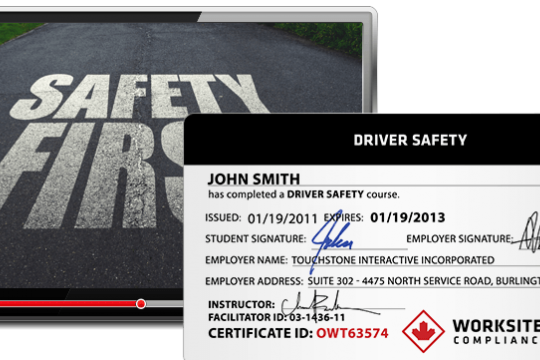 SAFETY
FIRS
DRIVER SAFETY
JOHN SMITH
has completed a DRIVER SAFETY course.
ISSUED: 01/19/2011 EXPIRES: 01/19/2013
STUDENT SIGNATURE: John EMPLOYER SIGNATURE:
EMPLOYER NAME: TOUCHSTONE INTERACTIVE INCORPORATED
EMPLOYER ADDRESS: SUITE 302 - 4475 NORTH SERVICE ROAD, BURLINGT
INSTRUCTOR:
FACILITATOR ID: 03-1436-11
CERTIFICATE ID: OWT63574
WORKSITE
COMPLIANC